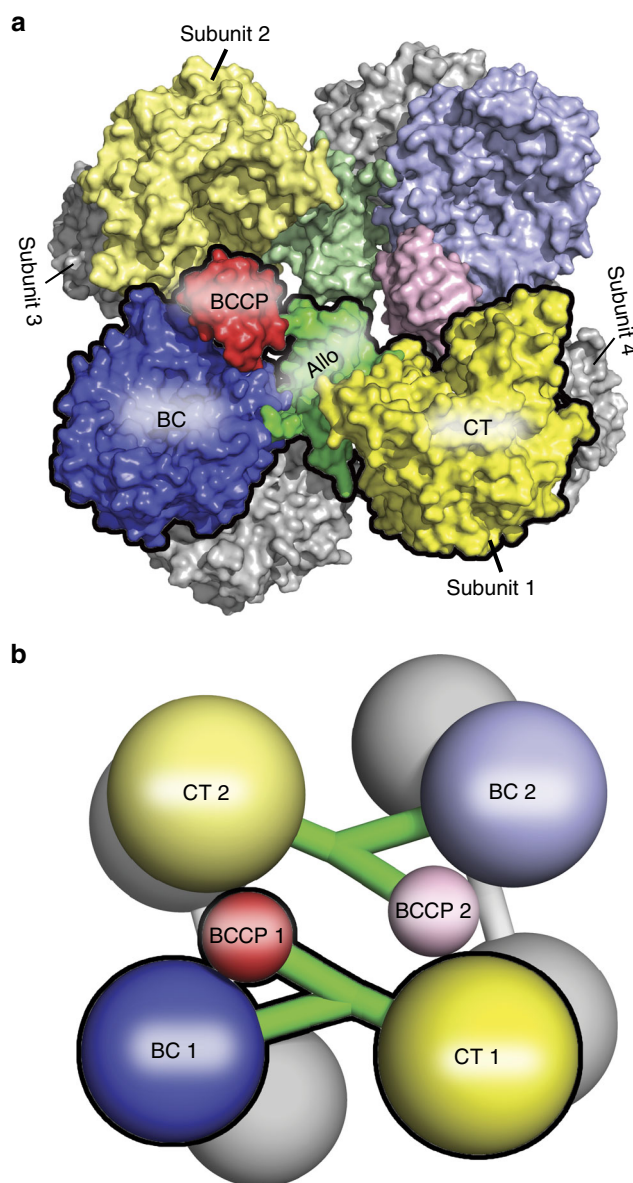 a
Subunit 2
Subunit 3
BCCP
Allo
Subunit 4
BC
CT
Subunit 1
b
CT 2
BC 2
BCCP 2
BCCP 1
BC 1
CT 1